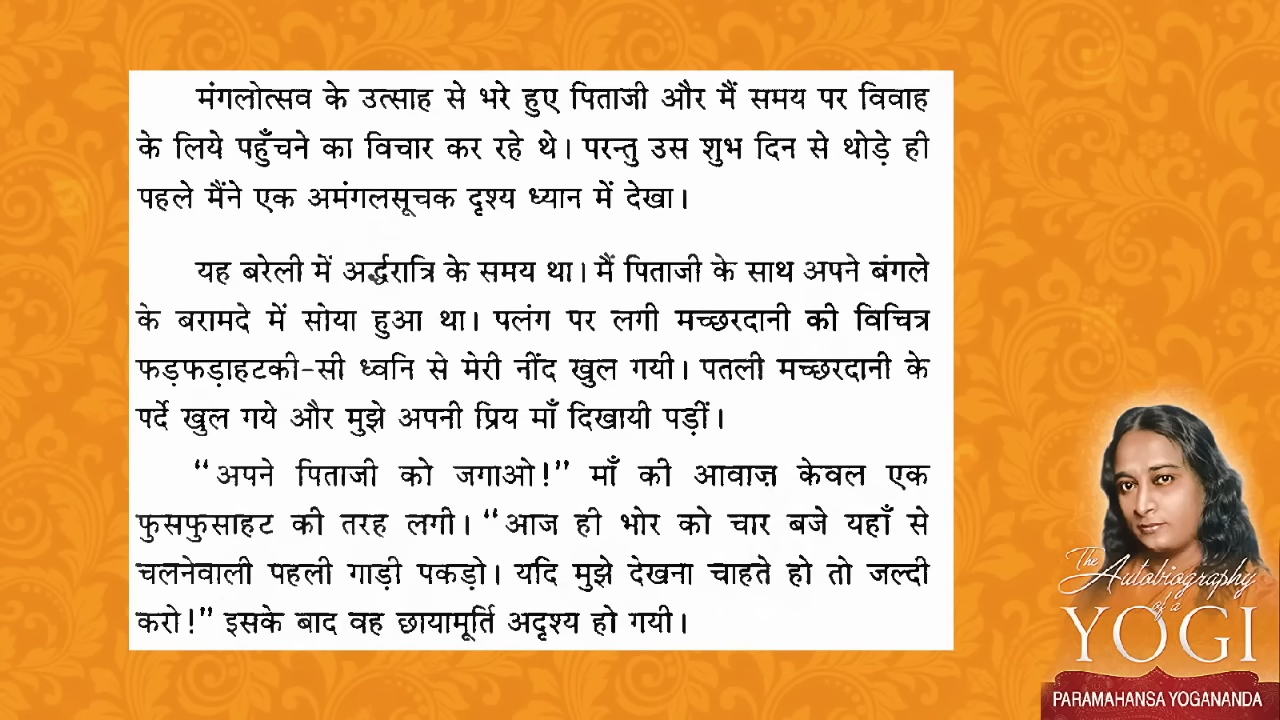 मंगलोत्सव के उत्साह से भरे हुए पिताजी और मैं समय पर विवाह
के लिये पहुँचने का विचार कर रहे थे। परन्तु उस शुभ दिन से थोड़े ही
पहले मैंने एक अमंगलसूचक दृश्य ध्यान में देखा।
यह बरेली में अर्द्धरात्रि के समय था। मैं पिताजी के साथ अपने बंगले
के बरामदे में सोया हुआ था। पलंग पर लगी मच्छरदानी की विचित्र
फड़फड़ाहटकी-सी ध्वनि से मेरी नींद खुल गयी। पतली मच्छरदानी के
पर्दे खुल गये और मुझे अपनी प्रिय माँ दिखायी पड़ीं।
“अपने पिताजी को जगाओ!” माँ की आवाज़ केवल एक
फुसफुसाहट की तरह लगी। “आज ही भोर को चार बजे यहाँ से
चलनेवाली पहली गाड़ी पकड़ो। यदि मुझे देखना चाहते हो तो जल्दी
करो!” इसके बाद वह छायामूर्ति अदृश्य हो गयी।
The
Autobiography
of a
YOGI
PARAMAHANSA YOGANANDA